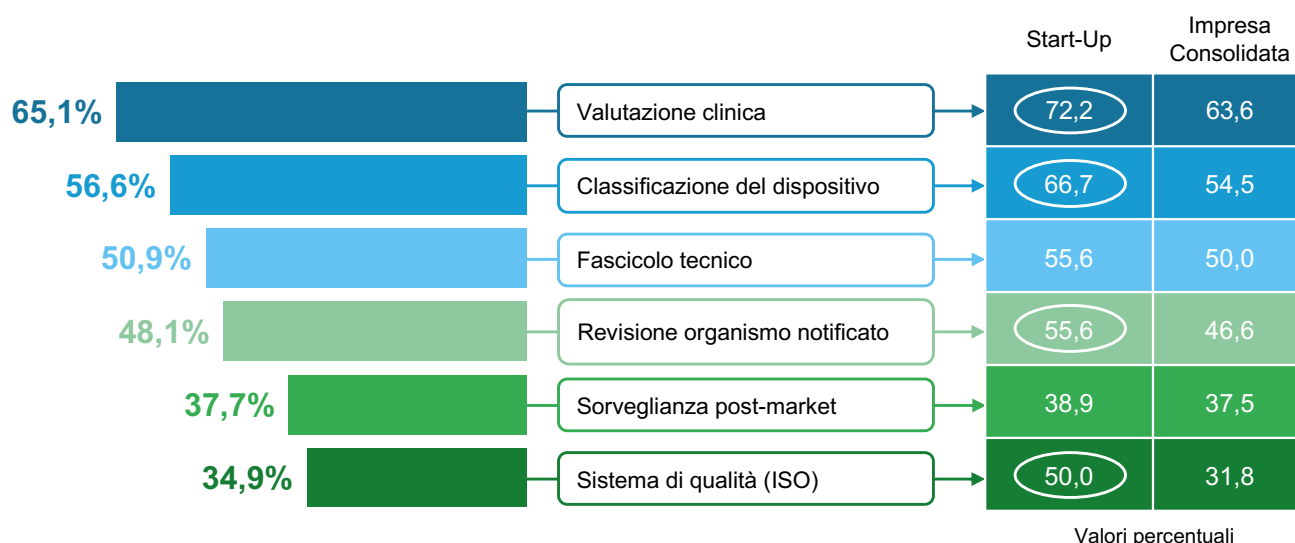 Start-Up
Impresa
Consolidata
65,1%
Valutazione clinica
72,2
63,6
56,6%
Classificazione del dispositivo
66,7
54,5
50,9%
Fascicolo tecnico
55,6
50,0
48,1%
Revisione organismo notificato
55,6
46,6
37,7%
Sorveglianza post-market
38,9
37,5
34,9%
Sistema di qualità (ISO)
50,0
31,8
Valori percentuali